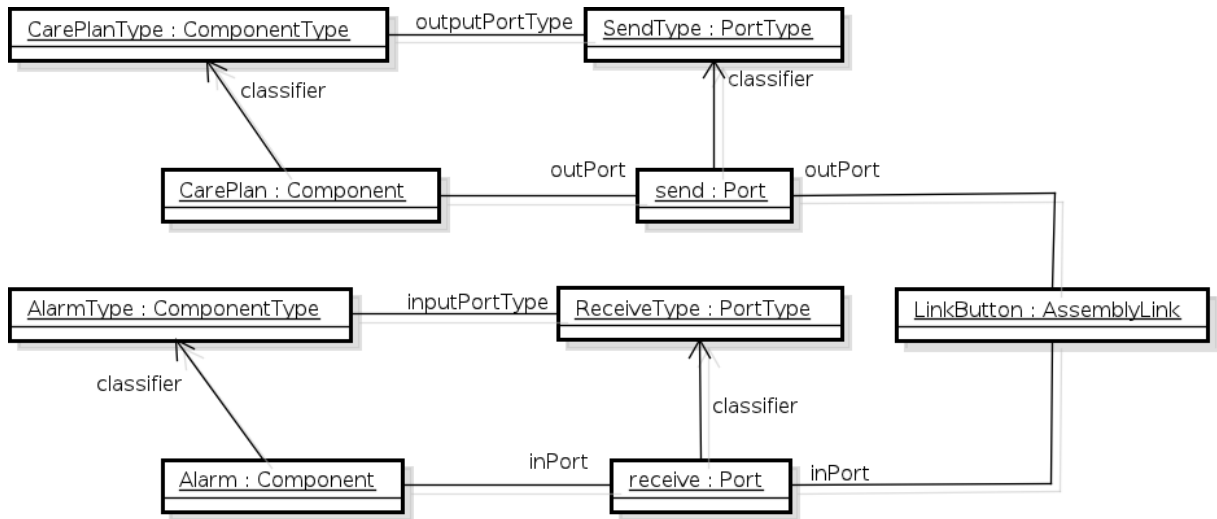 CarePlanType : ComponentType
outputPortType
SendType : PortType
classifier
classifier
CarePlan : Component
outPort
send : Port
outPort
AlarmType : ComponentType
inputPortType
ReceiveType : PortType
LinkButton : AssemblyLink
classifier
classifier
Alarm : Component
inPort
receive : Port
inPort